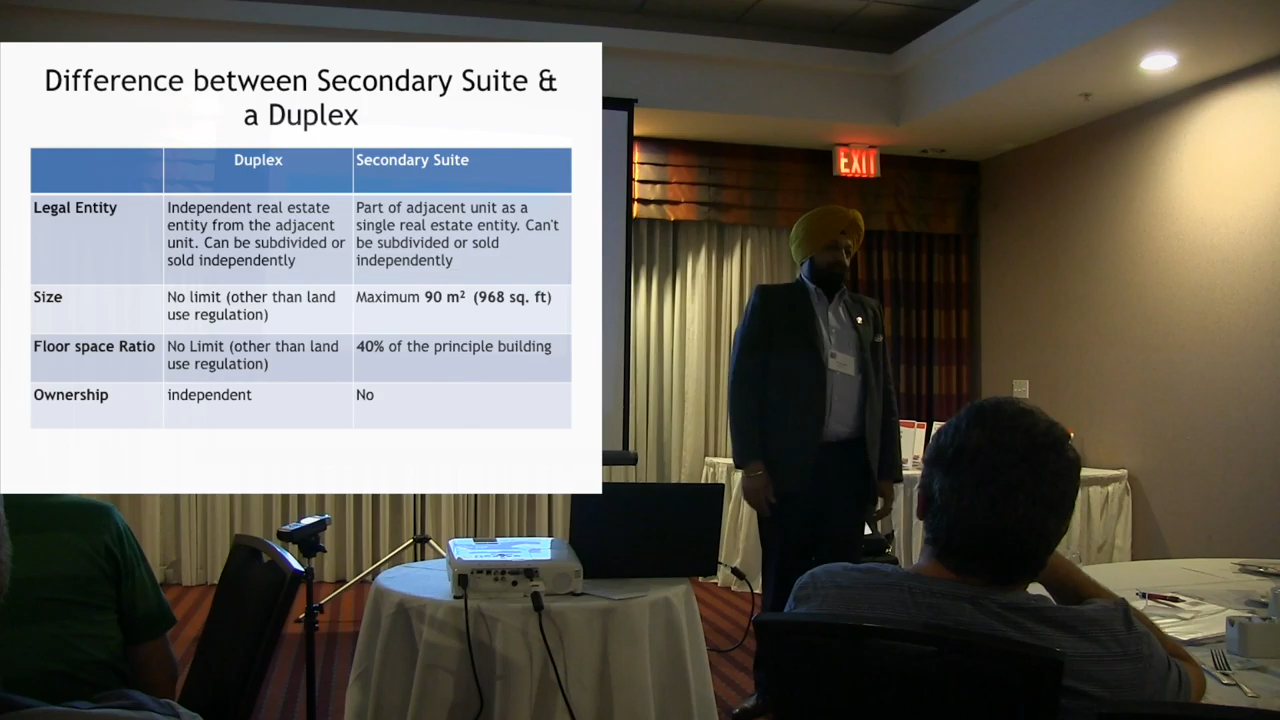 Difference between Secondary Suite &
a Duplex
Duplex
Secondary Suite
Legal Entity
Independent real estate
entity from the adjacent
unit. Can be subdivided or
sold independently
Part of adjacent unit as a
single real estate entity. Can't
be subdivided or sold
independently
Size
No limit (other than land
use regulation)
Maximum 90 m² (968 sq. ft)
Floor space Ratio
No Limit (other than land
use regulation)
40% of the principle building
Ownership
independent
No
EXIT